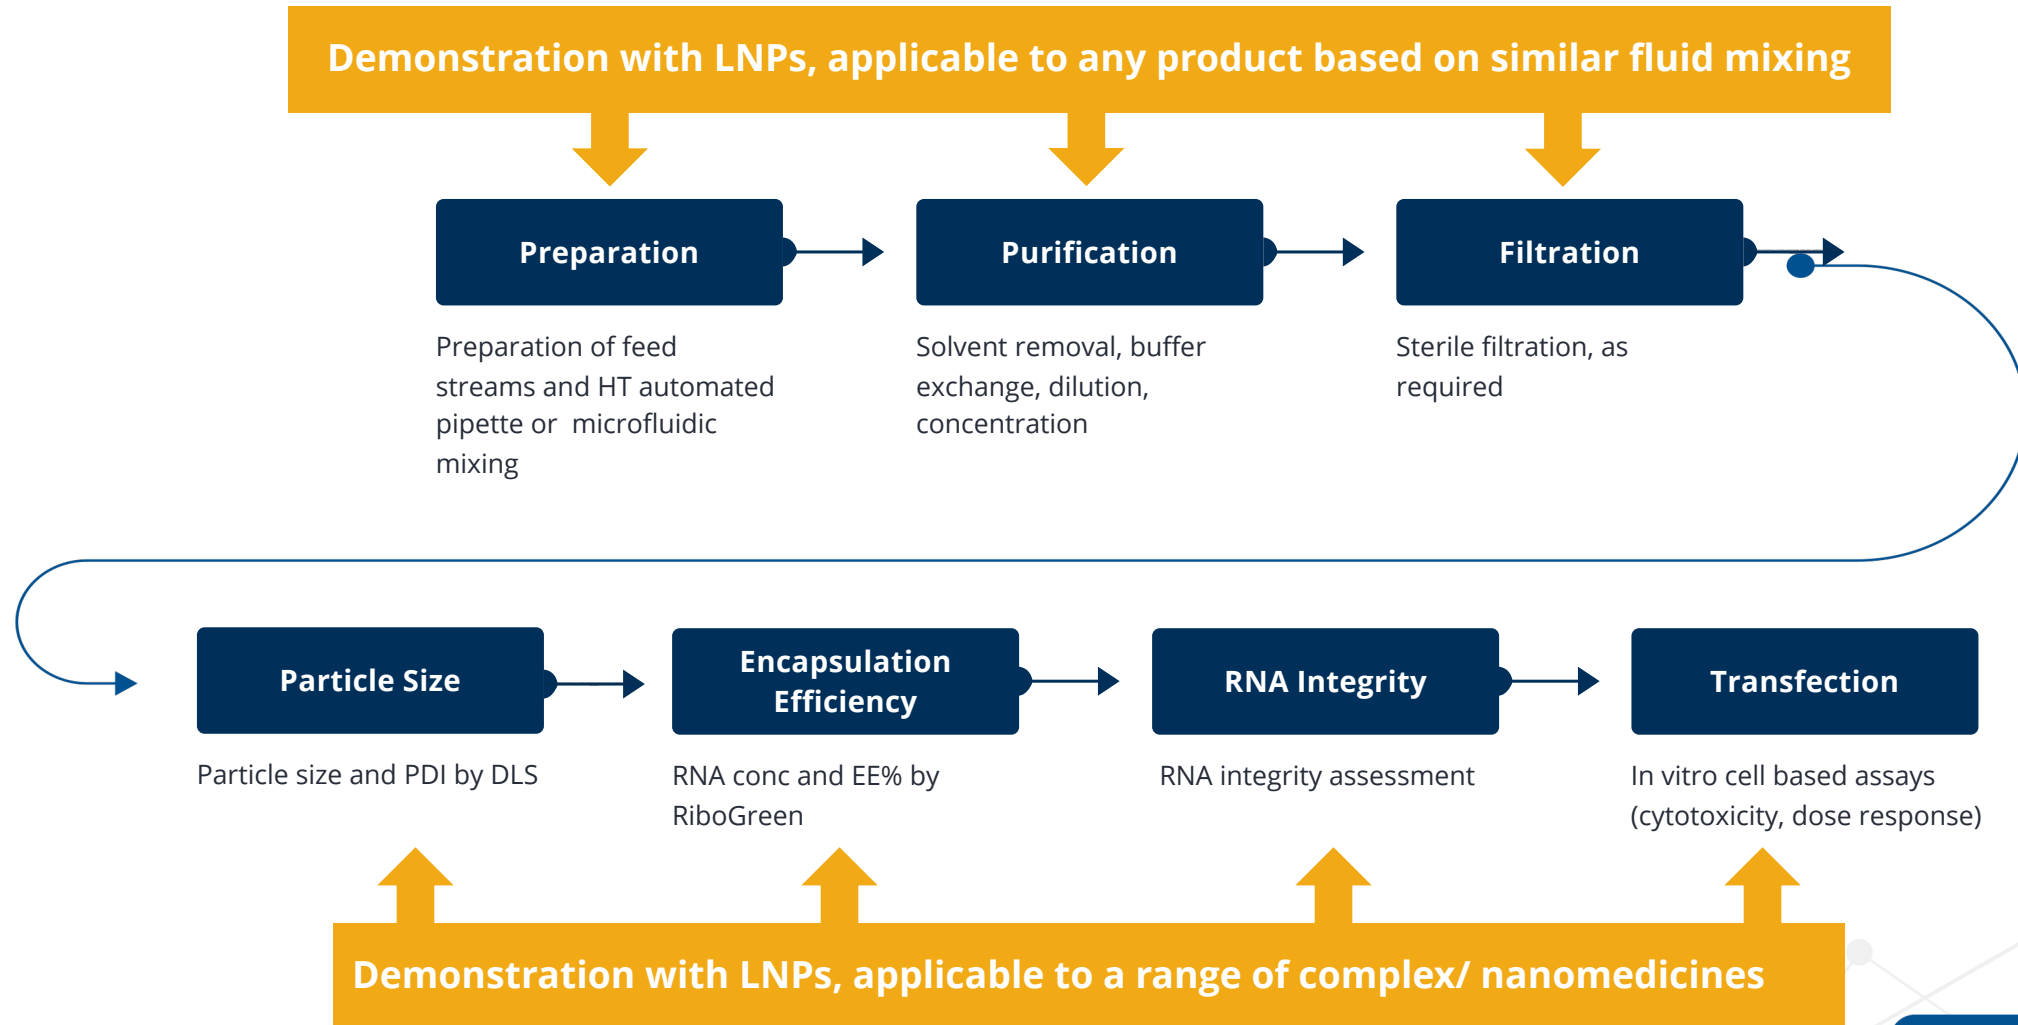 Demonstration with LNPs, applicable to any product based on similar fluid mixing
Preparation
Purification
Filtration
Preparation of feed
streams and HT automated
pipette or microfluidic
mixing
Solvent removal, buffer
exchange, dilution,
concentration
Sterile filtration, as
required
Particle Size
Encapsulation
Efficiency
RNA Integrity
Transfection
Particle size and PDI by DLS
RNA conc and EE% by
RiboGreen
RNA integrity assessment
In vitro cell based assays
(cytotoxicity, dose response)
Demonstration with LNPs, applicable to a range of complex/ nanomedicines